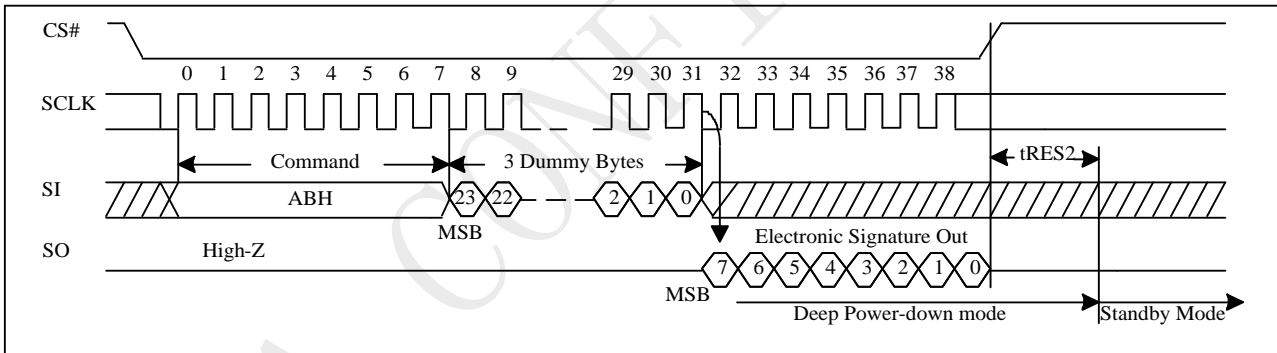 CS#
0 1 2 3 4 5 6 7 8 9 29 30 31 32 33 34 35 36 37 38
SCLK
Command 3 Dummy Bytes tRES2
SI ABH 23 22 2 1 0
MSB
SO High-Z Electronic Signature Out
7 6 5 4 3 2 1 0
MSB
Deep Power-down mode Standby Mode